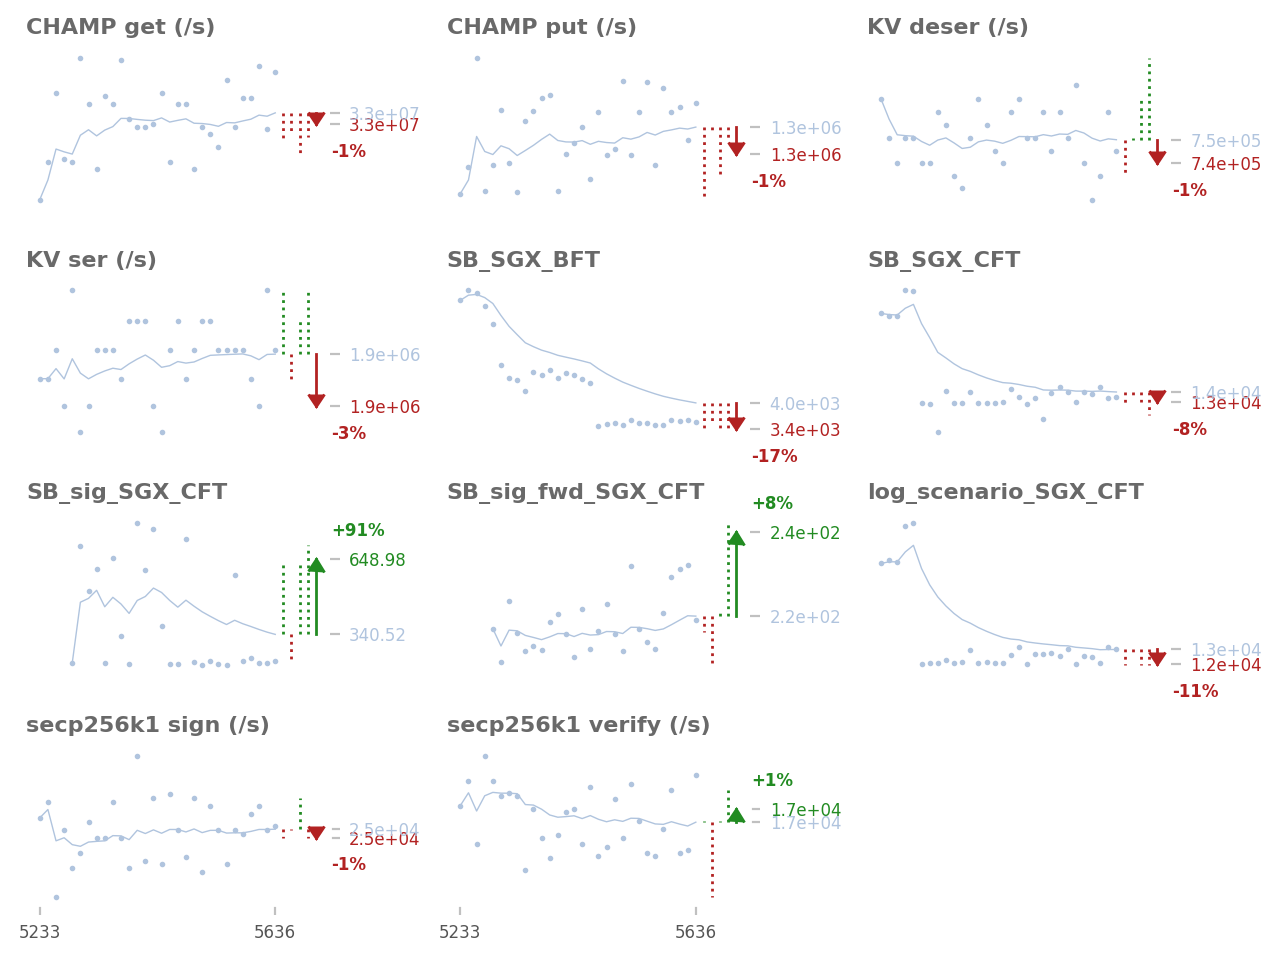 CHAMP get (/s)
3.3e+07
3.3e+07
-1%
CHAMP put (/s)
1.3e+06
1.3e+06
-1%
KV deser (/s)
7.5e+05
7.4e+05
-1%
KV ser (/s)
1.9e+06
1.9e+06
-3%
SB_SGX_BFT
4.0e+03
3.4e+03
-17%
SB_SGX_CFT
1.4e+04
1.3e+04
-8%
SB_sig_SGX_CFT
+91%
648.98
340.52
SB_sig_fwd_SGX_CFT
+8%
2.4e+02
2.2e+02
log_scenario_SGX_CFT
1.3e+04
1.2e+04
-11%
secp256k1 sign (/s)
2.5e+04
2.5e+04
-1%
5233
5636
secp256k1 verify (/s)
+1%
1.7e+04
1.7e+04
5233
5636